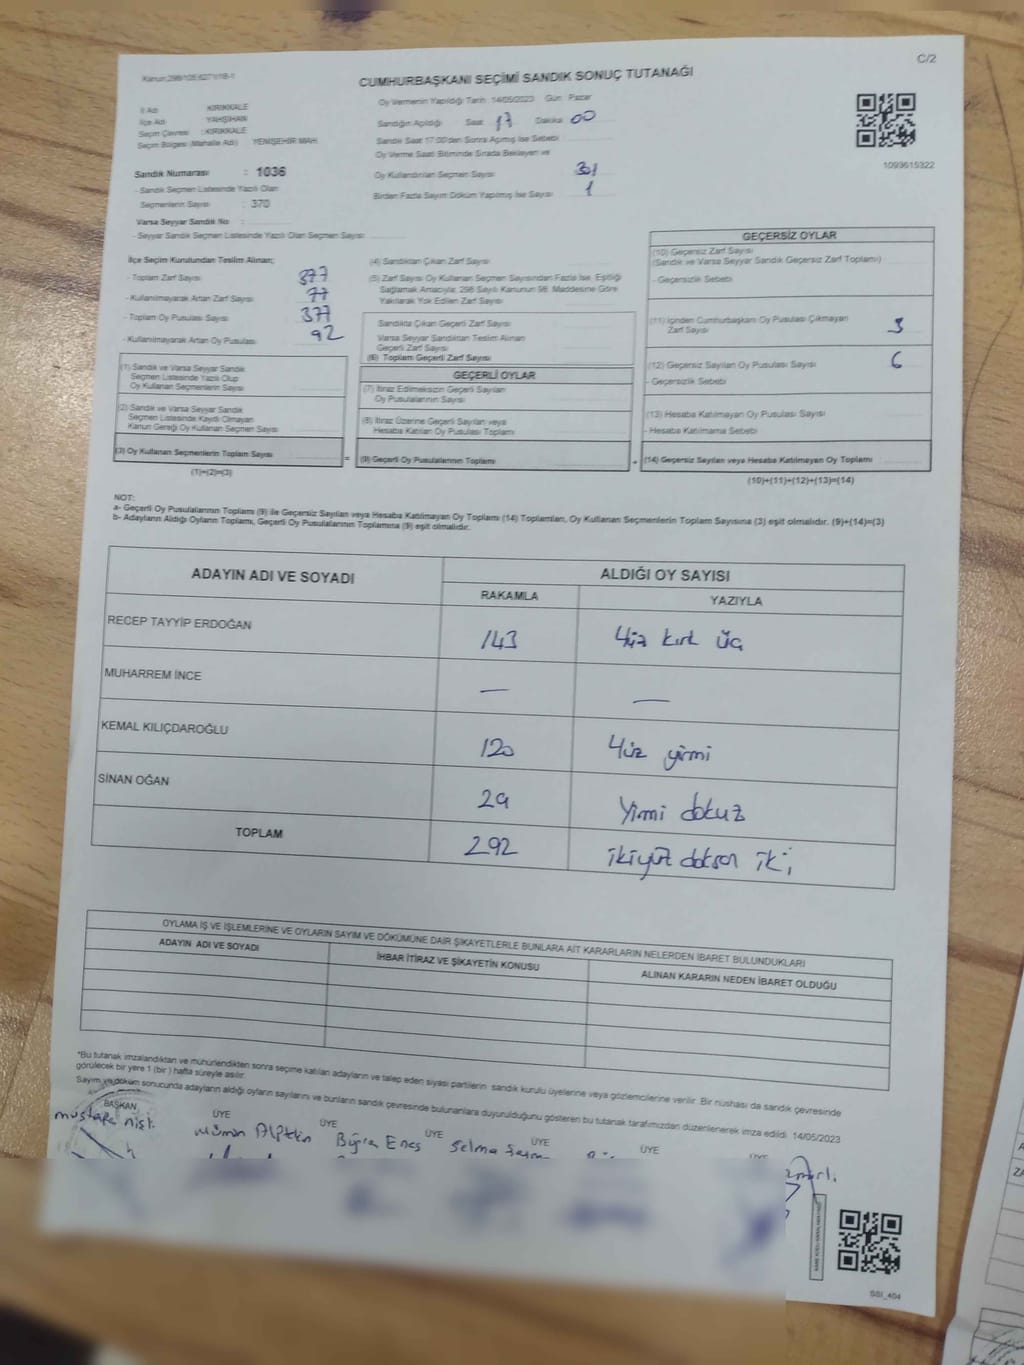 C/2
Kanun:298/105;6271/18-1
CUMHURBAŞKANI SEÇİMİ SANDIK SONUÇ TUTANAĞI
İl Adı KIRIKKALE
İlçe Adı YAHŞİHAN
Seçim Çevresi : KIRIKKALE
Seçim Bölgesi (Mahalle Adı) YENİŞEHİR MAH.
Oy Vermenin Yapıldığı Tarih: 14/05/2023 Gün: Pazar
Sandığın Açıldığı Saat 17 Dakika 00
Sandık Saat 17.00'den Sonra Açılmış İse Sebebi
Oy Verme Saati Bitiminde Sırada Bekleyen ve
Oy Kullandırılan Seçmen Sayısı 301
Birden Fazla Sayım Döküm Yapılmış İse Sayısı 1
1093615322
Sandık Numarası : 1036
- Sandık Seçmen Listesinde Yazılı Olan
Seçmenlerin Sayısı : 370
Varsa Seyyar Sandık No :
- Seyyar Sandık Seçmen Listesinde Yazılı Olan Seçmen Sayısı
İlçe Seçim Kurulundan Teslim Alınan;
- Toplam Zarf Sayısı 377
- Kullanılmayarak Artan Zarf Sayısı 77
- Toplam Oy Pusulası Sayısı 377
- Kullanılmayarak Artan Oy Pusulası 92
(1) Sandık ve Varsa Seyyar Sandık
Seçmen Listesinde Yazılı Olup
Oy Kullanan Seçmenlerin Sayısı
(2) Sandık ve Varsa Seyyar Sandık
Seçmen Listesinde Kayıtlı Olmayan
Kanun Gereği Oy Kullanan Seçmen Sayısı
(3) Oy Kullanan Seçmenlerin Toplam Sayısı
(1)+(2)=(3)
(4) Sandıktan Çıkan Zarf Sayısı
(5) Zarf Sayısı Oy Kullanan Seçmen Sayısından Fazla İse, Eşitliği
Sağlamak Amacıyla, 298 Sayılı Kanunun 98. Maddesine Göre
Yakılarak Yok Edilen Zarf Sayısı
Sandıkta Çıkan Geçerli Zarf Sayısı
Varsa Seyyar Sandıktan Teslim Alınan
Geçerli Zarf Sayısı
(6) Toplam Geçerli Zarf Sayısı
GEÇERLİ OYLAR
(7) İtiraz Edilmeksizin Geçerli Sayılan
Oy Pusulalarının Sayısı
(8) İtiraz Üzerine Geçerli Sayılan veya
Hesaba Katılan Oy Pusulası Toplamı
= (9) Geçerli Oy Pusulalarının Toplamı
GEÇERSİZ OYLAR
(10) Geçersiz Zarf Sayısı
(Sandık ve Varsa Seyyar Sandık Geçersiz Zarf Toplamı)
- Geçersizlik Sebebi
(11) İçinden Cumhurbaşkanı Oy Pusulası Çıkmayan
Zarf Sayısı 3
(12) Geçersiz Sayılan Oy Pusulası Sayısı 6
- Geçersizlik Sebebi
(13) Hesaba Katılmayan Oy Pusulası Sayısı
- Hesaba Katılmama Sebebi
+ (14) Geçersiz Sayılan veya Hesaba Katılmayan Oy Toplamı
(10)+(11)+(12)+(13)=(14)
NOT:
a- Geçerli Oy Pusulalarının Toplamı (9) ile Geçersiz Sayılan veya Hesaba Katılmayan Oy Toplamı (14) Toplamları, Oy Kullanan Seçmenlerin Toplam Sayısına (3) eşit olmalıdır. (9)+(14)=(3)
b- Adayların Aldığı Oyların Toplamı, Geçerli Oy Pusulalarının Toplamına (9) eşit olmalıdır.
ADAYIN ADI VE SOYADI ALDIĞI OY SAYISI
RAKAMLA YAZIYLA
RECEP TAYYİP ERDOĞAN 143 Yüz kırk üç
MUHARREM İNCE — —
KEMAL KILIÇDAROĞLU 120 Yüz yirmi
SİNAN OĞAN 29 Yirmi dokuz
TOPLAM 292 ikiyüz doksan iki
OYLAMA İŞ VE İŞLEMLERİNE VE OYLARIN SAYIM VE DÖKÜMÜNE DAİR ŞİKAYETLERLE BUNLARA AİT KARARLARIN NELERDEN İBARET BULUNDUKLARI
ADAYIN ADI VE SOYADI İHBAR İTİRAZ VE ŞİKAYETİN KONUSU ALINAN KARARIN NEDEN İBARET OLDUĞU
*Bu tutanak imzalandıktan ve mühürlendikten sonra seçime katılan adayların ve talep eden siyasi partilerin sandık kurulu üyelerine veya gözlemcilerine verilir. Bir nüshası da sandık çevresinde
görülecek bir yere 1 (bir) hafta süreyle asılır.
Sayım ve döküm sonucunda adayların aldığı oyların sayılarını ve bunların sandık çevresinde bulunanlara duyurulduğunu gösteren bu tutanak tarafımızdan düzenlenerek imza edildi. 14/05/2023
BAŞKAN ÜYE ÜYE ÜYE ÜYE ÜYE ÜYE
Buğra Enes Selma
SSİ_404